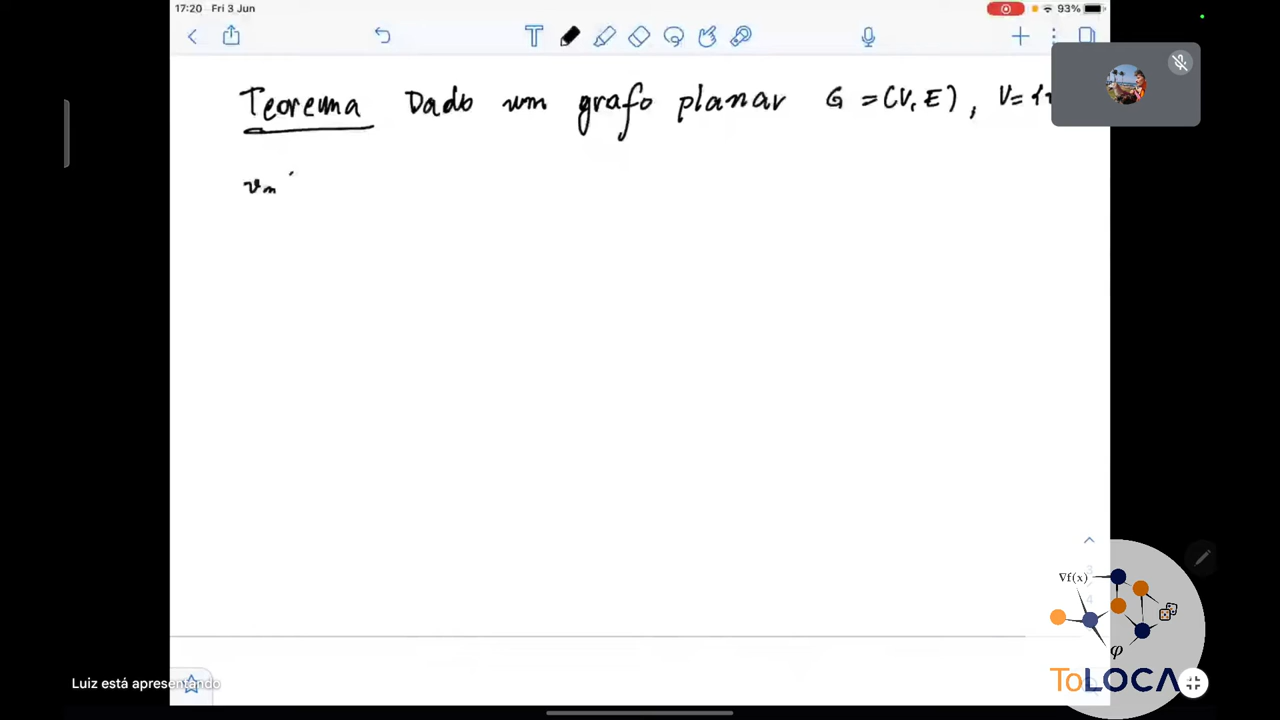 17:20 Fri 3 Jun
93%
Teorema Dado um grafo planar G = (V, E), V = {
vn
∇f(x)
φ
ToLOCA
Luiz está apresentando